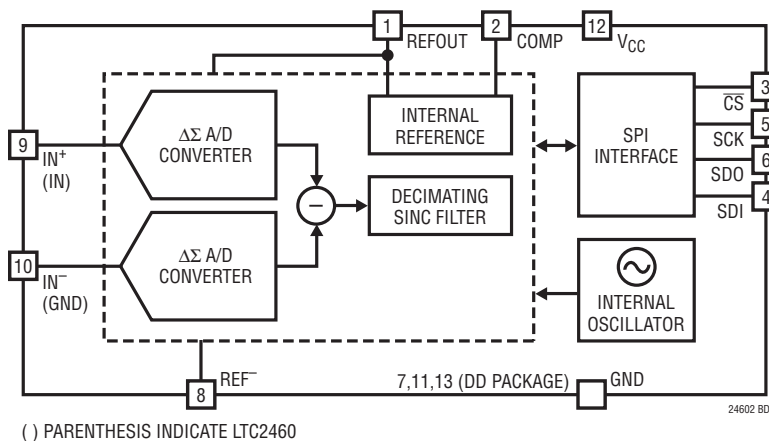 1
REFOUT
2
COMP
12
VCC
9
IN+
(IN)
ΔΣ A/D
CONVERTER
INTERNAL
REFERENCE
SPI
INTERFACE
3
CS
5
SCK
6
SDO
4
SDI
−
DECIMATING
SINC FILTER
10
IN−
(GND)
ΔΣ A/D
CONVERTER
INTERNAL
OSCILLATOR
8
REF−
7,11,13 (DD PACKAGE)
GND
24602 BD
( ) PARENTHESIS INDICATE LTC2460